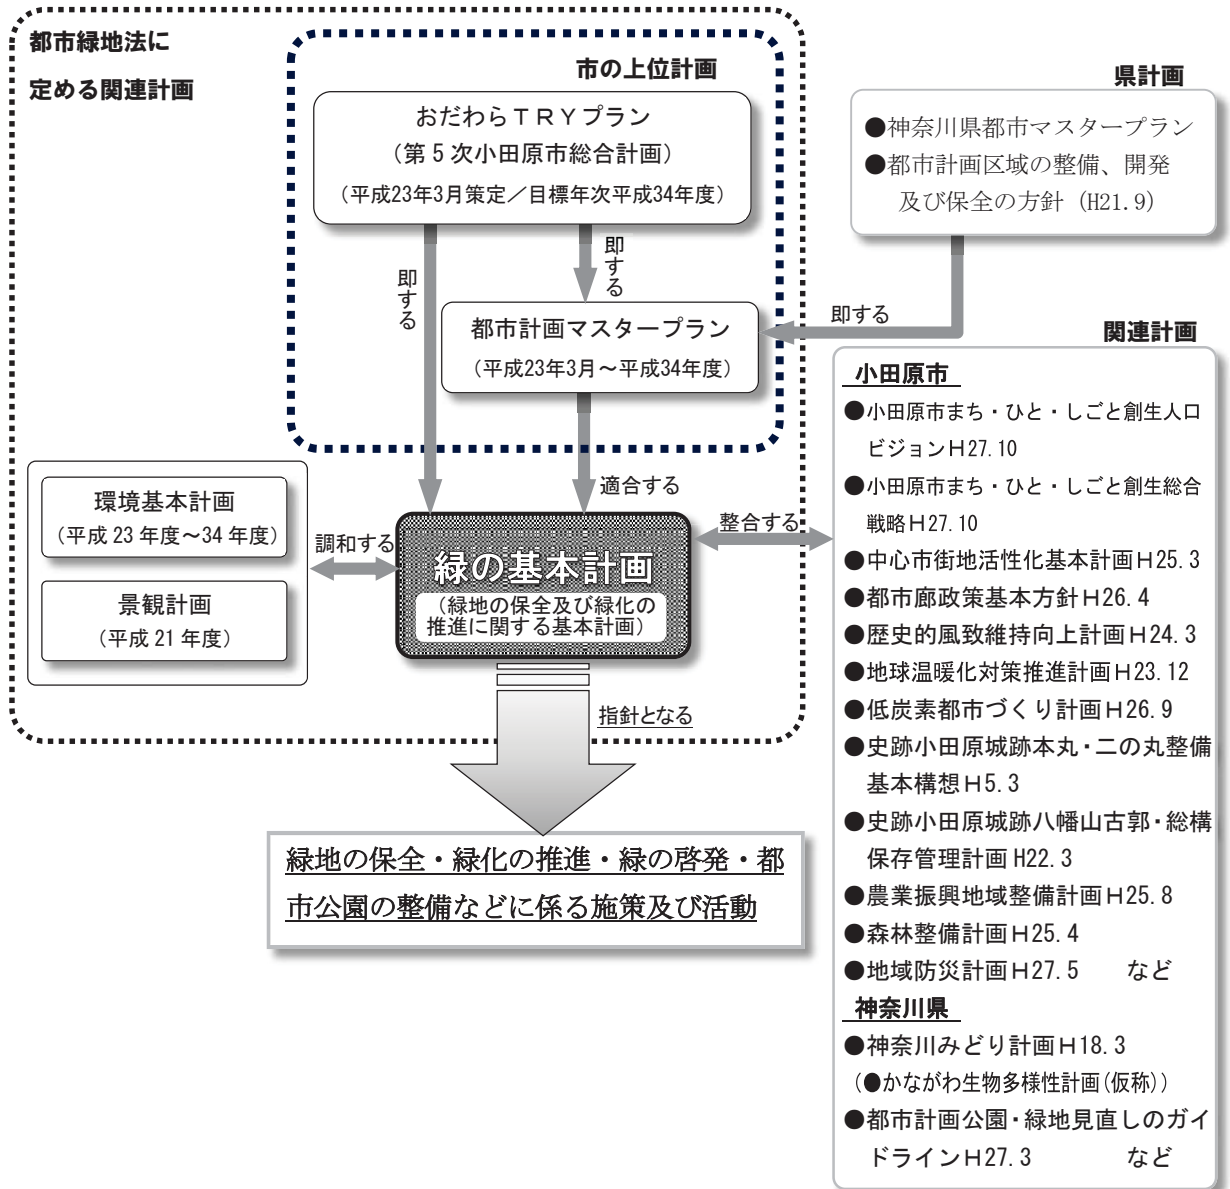 都市緑地法に
定める関連計画
市の上位計画
おだわらTRYプラン
(第5次小田原市総合計画)
(平成23年3月策定/目標年次平成34年度)
即する
即する
都市計画マスタープラン
(平成23年3月～平成34年度)
県計画
●神奈川県都市マスタープラン
●都市計画区域の整備、開発
及び保全の方針 (H21.9)
即する
適合する
環境基本計画
(平成 23 年度～34 年度)
景観計画
(平成 21 年度)
調和する
緑の基本計画
(緑地の保全及び緑化の
推進に関する基本計画)
整合する
指針となる
緑地の保全・緑化の推進・緑の啓発・都
市公園の整備などに係る施策及び活動
関連計画
小田原市
●小田原市まち・ひと・しごと創生人口
ビジョンH27.10
●小田原市まち・ひと・しごと創生総合
戦略H27.10
●中心市街地活性化基本計画H25.3
●都市廊政策基本方針H26.4
●歴史的風致維持向上計画H24.3
●地球温暖化対策推進計画H23.12
●低炭素都市づくり計画H26.9
●史跡小田原城跡本丸・二の丸整備
基本構想H5.3
●史跡小田原城跡八幡山古郭・総構
保存管理計画 H22.3
●農業振興地域整備計画H25.8
●森林整備計画H25.4
●地域防災計画H27.5 など
神奈川県
●神奈川みどり計画H18.3
(●かながわ生物多様性計画(仮称))
●都市計画公園・緑地見直しのガイ
ドラインH27.3 など